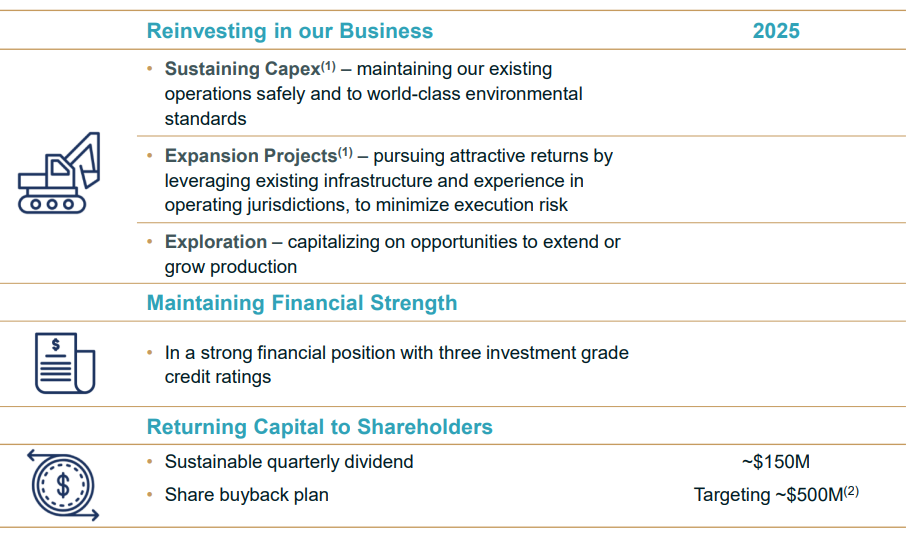 Reinvesting in our Business 2025
• Sustaining Capex(1) – maintaining our existing
operations safely and to world-class environmental
standards
• Expansion Projects(1) – pursuing attractive returns by
leveraging existing infrastructure and experience in
operating jurisdictions, to minimize execution risk
• Exploration – capitalizing on opportunities to extend or
grow production
Maintaining Financial Strength
$
• In a strong financial position with three investment grade
credit ratings
Returning Capital to Shareholders
$
• Sustainable quarterly dividend ~$150M
• Share buyback plan Targeting ~$500M(2)